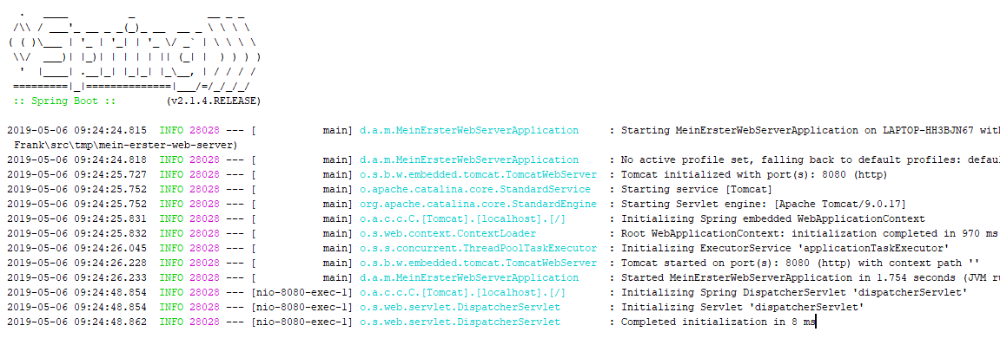 .   ____          _            __ _ _
 /\\ / ___'_ __ _ _(_)_ __  __ _ \ \ \ \
( ( )\___ | '_ | '_| | '_ \/ _` | \ \ \ \
 \\/  ___)| |_)| | | | | || (_| |  ) ) ) )
  '  |____| .__|_| |_|_| |_\__, | / / / /
 =========|_|==============|___/=/_/_/_/
 :: Spring Boot ::        (v2.1.4.RELEASE)
2019-05-06 09:24:24.815  INFO 28028 --- [           main] d.a.m.MeinErsterWebServerApplication     : Starting MeinErsterWebServerApplication on LAPTOP-HH3BJN67 wit
 Frank\src\tmp\mein-erster-web-server)
2019-05-06 09:24:24.818  INFO 28028 --- [           main] d.a.m.MeinErsterWebServerApplication     : No active profile set, falling back to default profiles: defau
2019-05-06 09:24:25.727  INFO 28028 --- [           main] o.s.b.w.embedded.tomcat.TomcatWebServer  : Tomcat initialized with port(s): 8080 (http)
2019-05-06 09:24:25.752  INFO 28028 --- [           main] o.apache.catalina.core.StandardService   : Starting service [Tomcat]
2019-05-06 09:24:25.752  INFO 28028 --- [           main] org.apache.catalina.core.StandardEngine  : Starting Servlet engine: [Apache Tomcat/9.0.17]
2019-05-06 09:24:25.831  INFO 28028 --- [           main] o.a.c.c.C.[Tomcat].[localhost].[/]       : Initializing Spring embedded WebApplicationContext
2019-05-06 09:24:25.832  INFO 28028 --- [           main] o.s.web.context.ContextLoader            : Root WebApplicationContext: initialization completed in 970 ms
2019-05-06 09:24:26.045  INFO 28028 --- [           main] o.s.s.concurrent.ThreadPoolTaskExecutor  : Initializing ExecutorService 'applicationTaskExecutor'
2019-05-06 09:24:26.228  INFO 28028 --- [           main] o.s.b.w.embedded.tomcat.TomcatWebServer  : Tomcat started on port(s): 8080 (http) with context path ''
2019-05-06 09:24:26.233  INFO 28028 --- [           main] d.a.m.MeinErsterWebServerApplication     : Started MeinErsterWebServerApplication in 1.754 seconds (JVM ru
2019-05-06 09:24:48.854  INFO 28028 --- [nio-8080-exec-1] o.a.c.c.C.[Tomcat].[localhost].[/]       : Initializing Spring DispatcherServlet 'dispatcherServlet'
2019-05-06 09:24:48.854  INFO 28028 --- [nio-8080-exec-1] o.s.web.servlet.DispatcherServlet        : Initializing Servlet 'dispatcherServlet'
2019-05-06 09:24:48.862  INFO 28028 --- [nio-8080-exec-1] o.s.web.servlet.DispatcherServlet        : Completed initialization in 8 ms